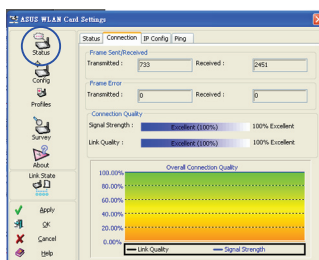 ASUS WLAN Card Settings
Status Connection IP Config Ping
Status
Config
Profiles
Survey
About
Link State
Apply
OK
Cancel
Help
Frame Sent/Received
Transmitted : 733 Received : 2451
Frame Error
Transmitted : 0 Received : 0
Connection Quality
Signal Strength : Excellent (100%) 100% Excellent
Link Quality : Excellent (100%) 100% Excellent
Overall Connection Quality
100.00%
80.00%
60.00%
40.00%
20.00%
0.00%
Link Quality Signal Strength